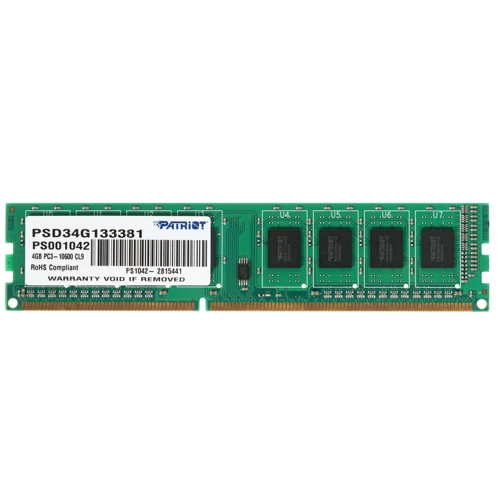 U4
U5
U6
U7
PATRIOT
PSD34G133381
PS001042
4GB PC3-10600 CL9
RoHS Compliant
PS1042- 2815441
WARRANTY VOID IF REMOVED